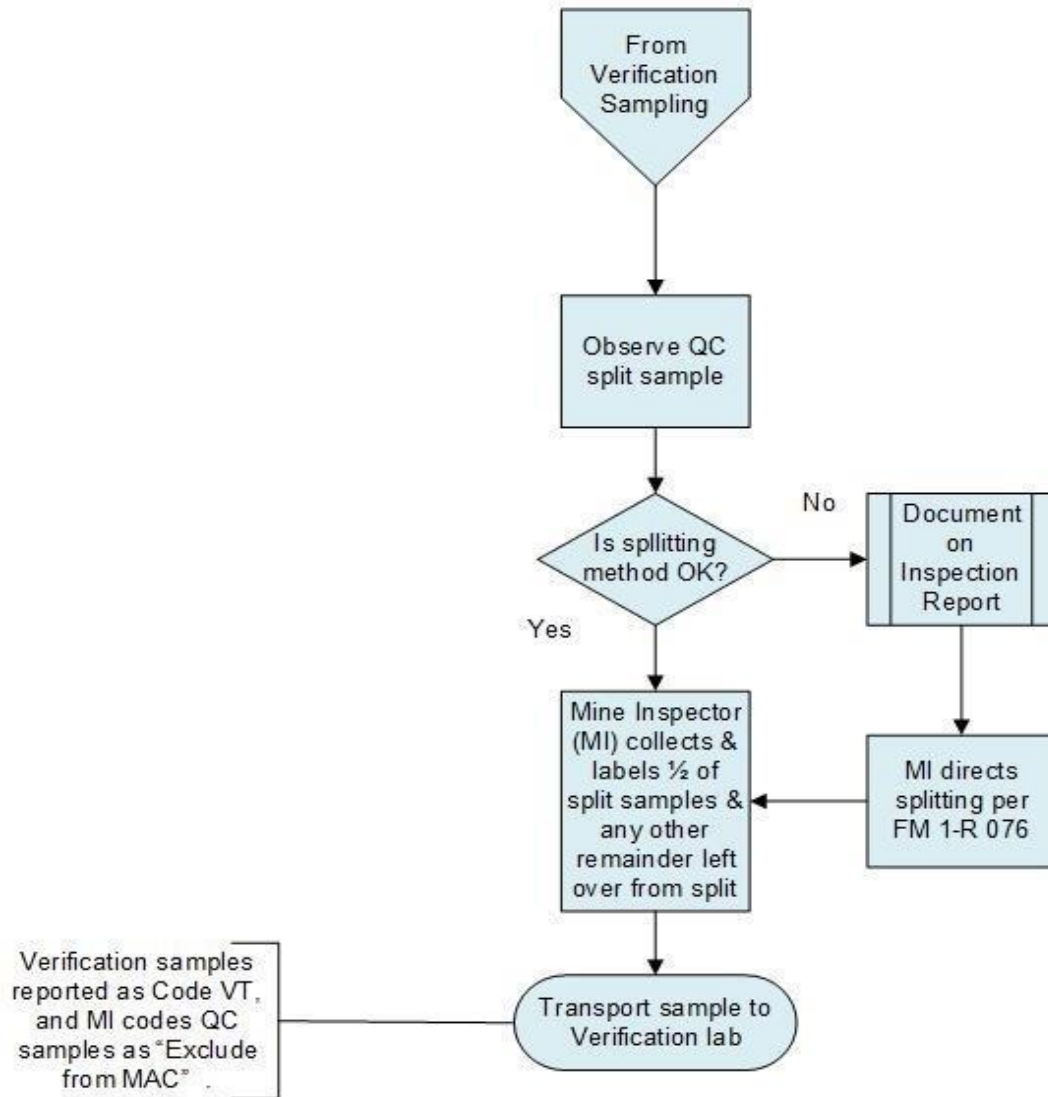 From
Verification
Sampling
Observe QC
split sample
Is spllitting
method OK?
No
Document
on
Inspection
Report
Yes
Mine Inspector
(MI) collects &
labels ½ of
split samples &
any other
remainder left
over from split
MI directs
splitting per
FM 1-R 076
Transport sample to
Verification lab
Verification samples
reported as Code VT,
and MI codes QC
samples as “Exclude
from MAC” .